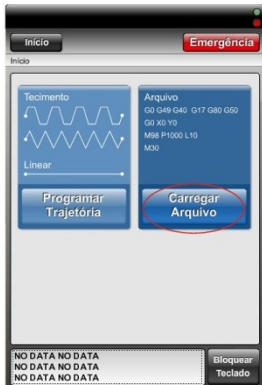 Início
Emergência
Início
Tecimento
Linear
Programar
Trajetória
Arquivo
G0 G49 G40 G17 G80 G50
G0 X0 Y0
M98 P1000 L10
M30
Carregar
Arquivo
NO DATA NO DATA
NO DATA NO DATA
NO DATA NO DATA
Bloquear
Teclado